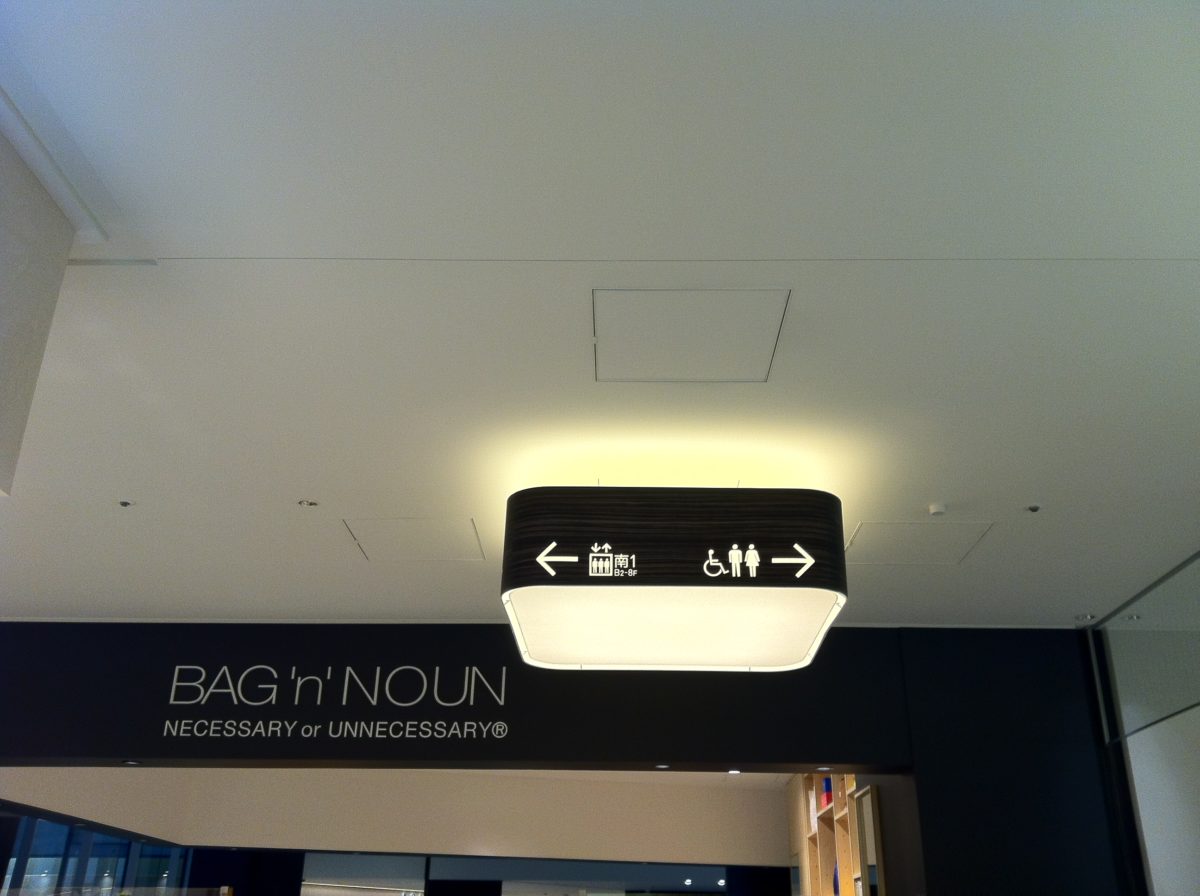 南1
B2-8F
BAG 'n' NOUN
NECESSARY or UNNECESSARY®